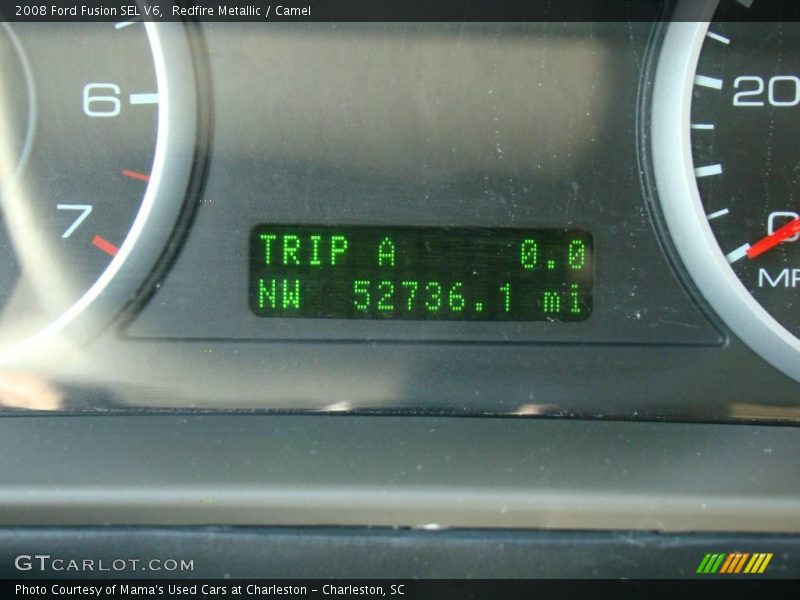 2008 Ford Fusion SEL V6,  Redfire Metallic / Camel
6
7
TRIP A 0.0
NW 52736.1 mi
20
0
GTCARLOT.COM
Photo Courtesy of Mama's Used Cars at Charleston - Charleston, SC